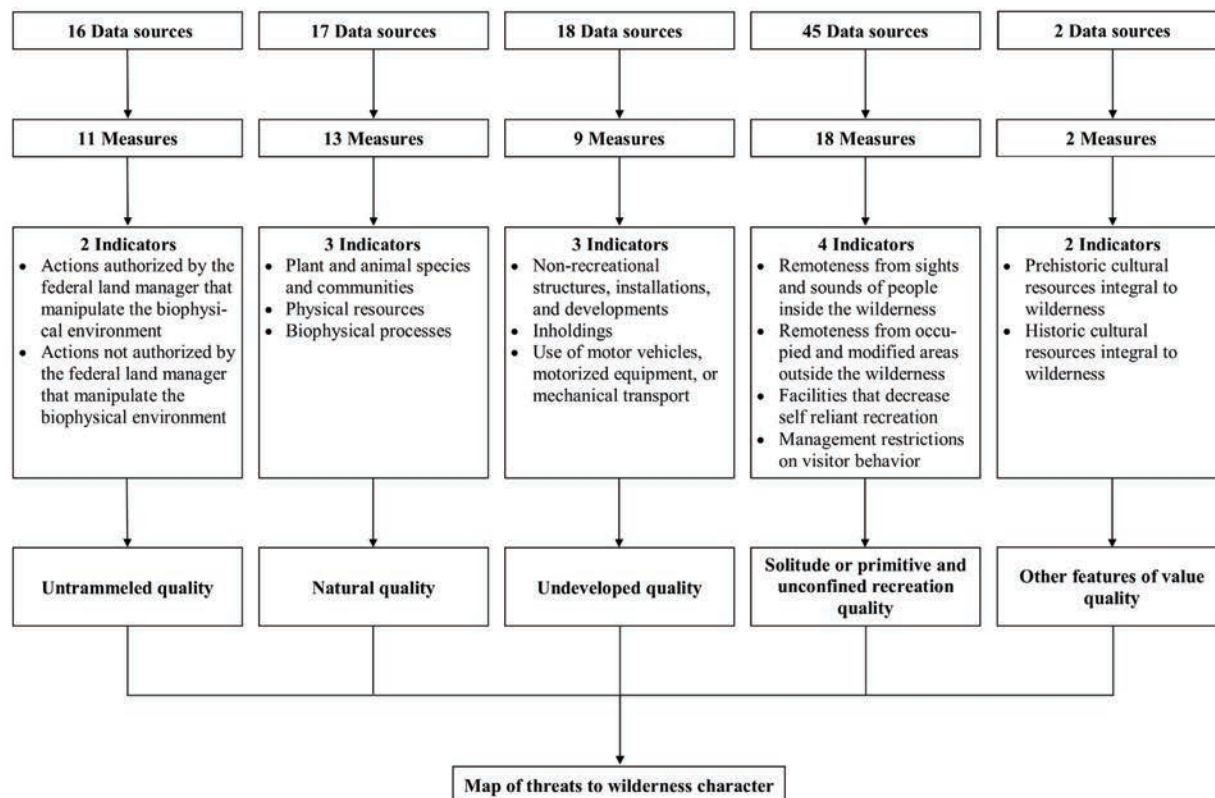 16 Data sources
17 Data sources
18 Data sources
45 Data sources
2 Data sources
11 Measures
13 Measures
9 Measures
18 Measures
2 Measures
2 Indicators
• Actions authorized by the
federal land manager that
manipulate the biophysi-
cal environment
• Actions not authorized by
the federal land manager
that manipulate the
biophysical environment
3 Indicators
• Plant and animal species
and communities
• Physical resources
• Biophysical processes
3 Indicators
• Non-recreational
structures, installations,
and developments
• Inholdings
• Use of motor vehicles,
motorized equipment, or
mechanical transport
4 Indicators
• Remoteness from sights
and sounds of people
inside the wilderness
• Remoteness from occu-
pied and modified areas
outside the wilderness
• Facilities that decrease
self reliant recreation
• Management restrictions
on visitor behavior
2 Indicators
• Prehistoric cultural
resources integral to
wilderness
• Historic cultural
resources integral to
wilderness
Untrammeled quality
Natural quality
Undeveloped quality
Solitude or primitive and
unconfined recreation
quality
Other features of value
quality
Map of threats to wilderness character